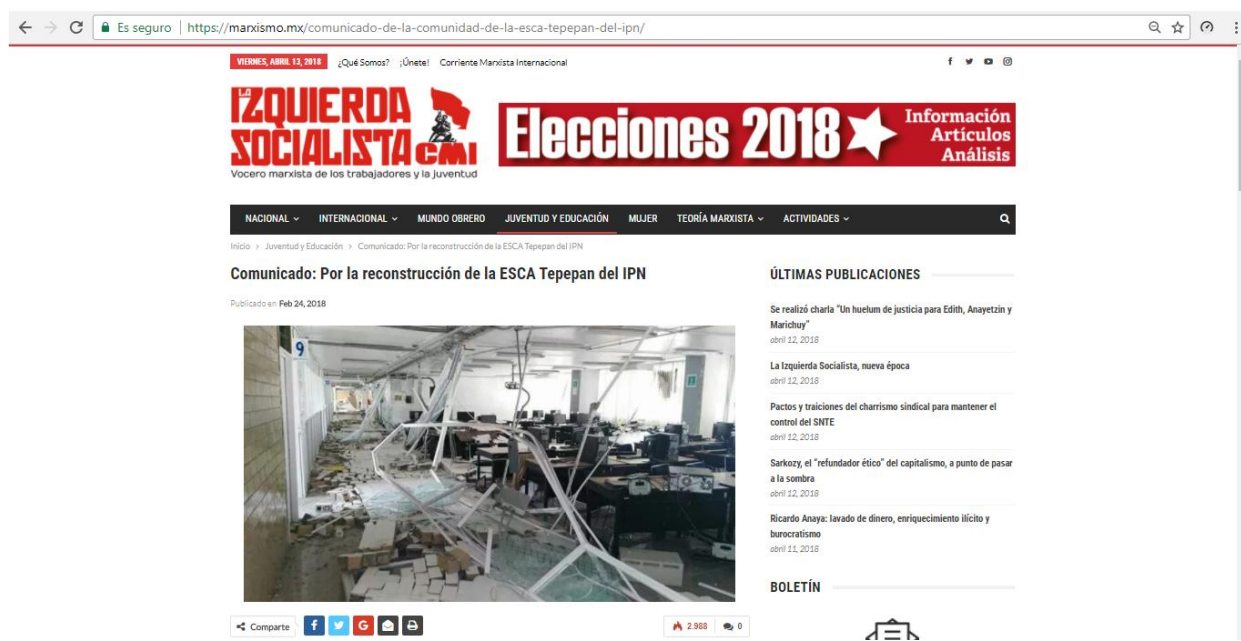 Es seguro | https://marxismo.mx/comunicado-de-la-comunidad-de-la-esca-tepepan-del-ipn/
VIERNES, ABRIL 13, 2018 ¿Qué Somos? ¡Únete! Corriente Marxista Internacional
LA
IZQUIERDA
SOCIALISTA CMI
Vocero marxista de los trabajadores y la juventud
Elecciones 2018
Información
Artículos
Análisis
NACIONAL INTERNACIONAL MUNDO OBRERO JUVENTUD Y EDUCACIÓN MUJER TEORÍA MARXISTA ACTIVIDADES
Inicio > Juventud y Educación > Comunicado: Por la reconstrucción de la ESCA Tepepan del IPN
Comunicado: Por la reconstrucción de la ESCA Tepepan del IPN
Publicado en Feb 24, 2018
9
Comparte
2.988 0
ÚLTIMAS PUBLICACIONES
Se realizó charla "Un huelum de justicia para Edith, Anayetzin y
Marichuy"
abril 12, 2018
La Izquierda Socialista, nueva época
abril 12, 2018
Pactos y traiciones del charrismo sindical para mantener el
control del SNTE
abril 12, 2018
Sarkozy, el "refundador ético" del capitalismo, a punto de pasar
a la sombra
abril 12, 2018
Ricardo Anaya: lavado de dinero, enriquecimiento ilícito y
burocratismo
abril 11, 2018
BOLETÍN